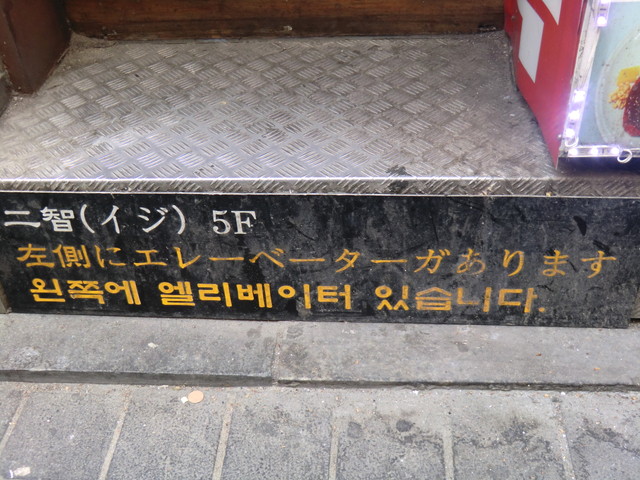 二智(イジ) 5F
左側にエレーベーターがあります
왼쪽에 엘리베이터 있습니다.